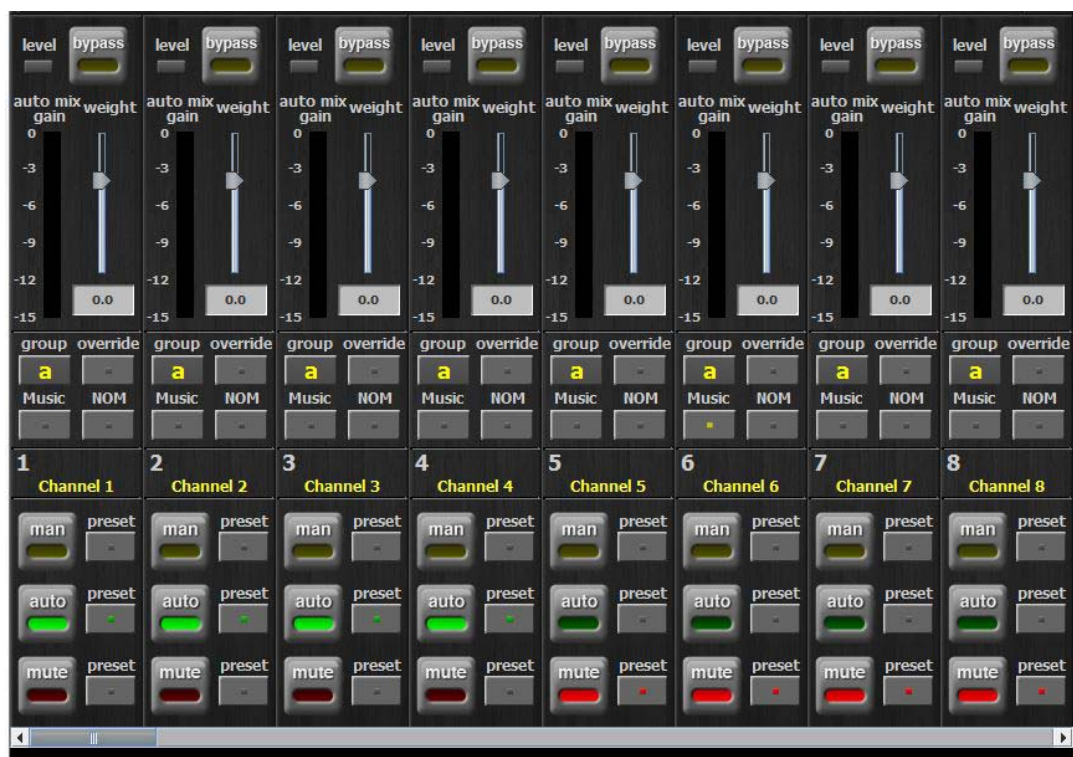 level bypass level bypass level bypass level bypass level bypass level bypass level bypass level bypass
auto mix gain weight auto mix gain weight auto mix gain weight auto mix gain weight auto mix gain weight auto mix gain weight auto mix gain weight auto mix gain weight
0 0 0 0 0 0 0 0
-3 -3 -3 -3 -3 -3 -3 -3
-6 -6 -6 -6 -6 -6 -6 -6
-9 -9 -9 -9 -9 -9 -9 -9
-12 -12 -12 -12 -12 -12 -12 -12
0.0 0.0 0.0 0.0 0.0 0.0 0.0 0.0
-15 -15 -15 -15 -15 -15 -15 -15
group override group override group override group override group override group override group override group override
a a a a a a a a
Music NOM Music NOM Music NOM Music NOM Music NOM Music NOM Music NOM Music NOM
1 2 3 4 5 6 7 8
Channel 1 Channel 2 Channel 3 Channel 4 Channel 5 Channel 6 Channel 7 Channel 8
man preset man preset man preset man preset man preset man preset man preset man preset
auto preset auto preset auto preset auto preset auto preset auto preset auto preset auto preset
mute preset mute preset mute preset mute preset mute preset mute preset mute preset mute preset